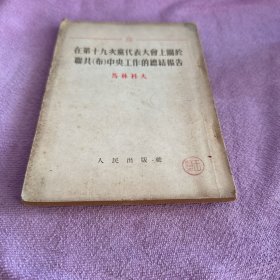 在第十九次黨代表大會上關於
聯共(布)中央工作的總結報告
馬林科夫
人民出版社